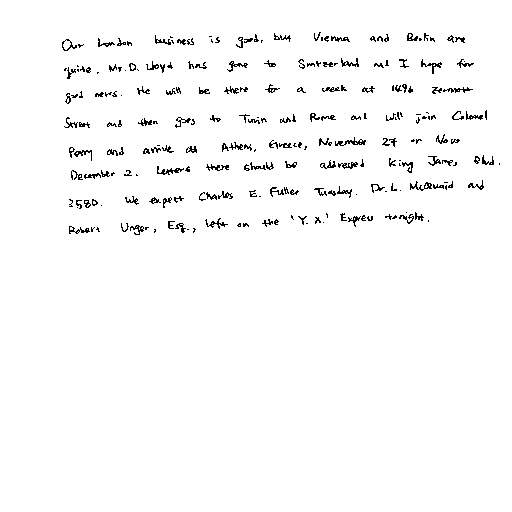 Our London business is good, but Vienna and Berlin are
quite. Mr. D. Lloyd has gone to Switzerland and I hope for
good news. He will be there for a week at 1496 Zermott
Street and then goes to Turin and Rome and will join Colonel
Parry and arrive at Athens, Greece, November 27 or
December 2. Letters there should be addressed King James Blvd.
3580. We expect Charles E. Fuller Tuesday. Dr. L. McQuaid and
Robert Unger, Esq., left on the 'Y. X.' Express tonight.